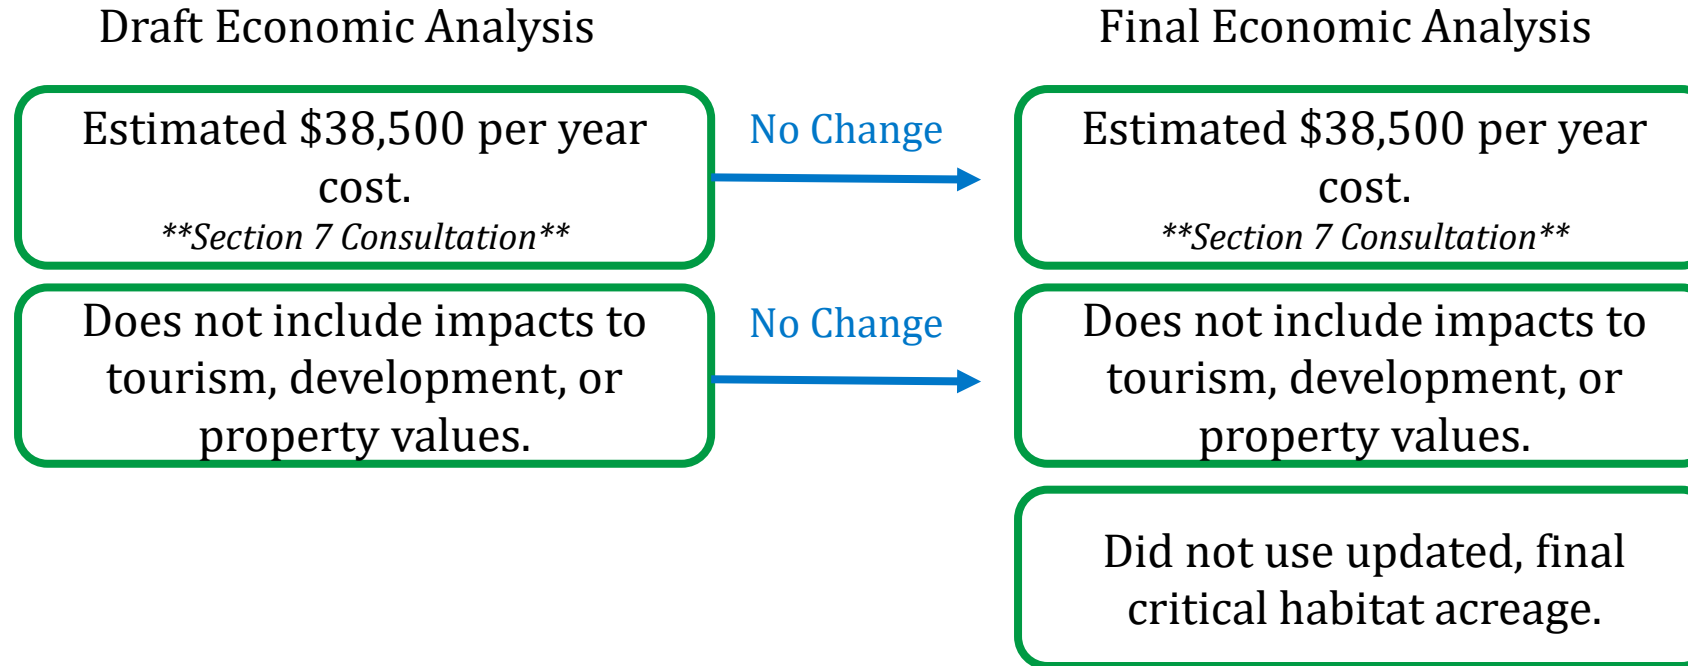 Draft Economic Analysis
Final Economic Analysis
Estimated $38,500 per year
cost.
**Section 7 Consultation**
No Change
Estimated $38,500 per year
cost.
**Section 7 Consultation**
Does not include impacts to
tourism, development, or
property values.
No Change
Does not include impacts to
tourism, development, or
property values.
Did not use updated, final
critical habitat acreage.